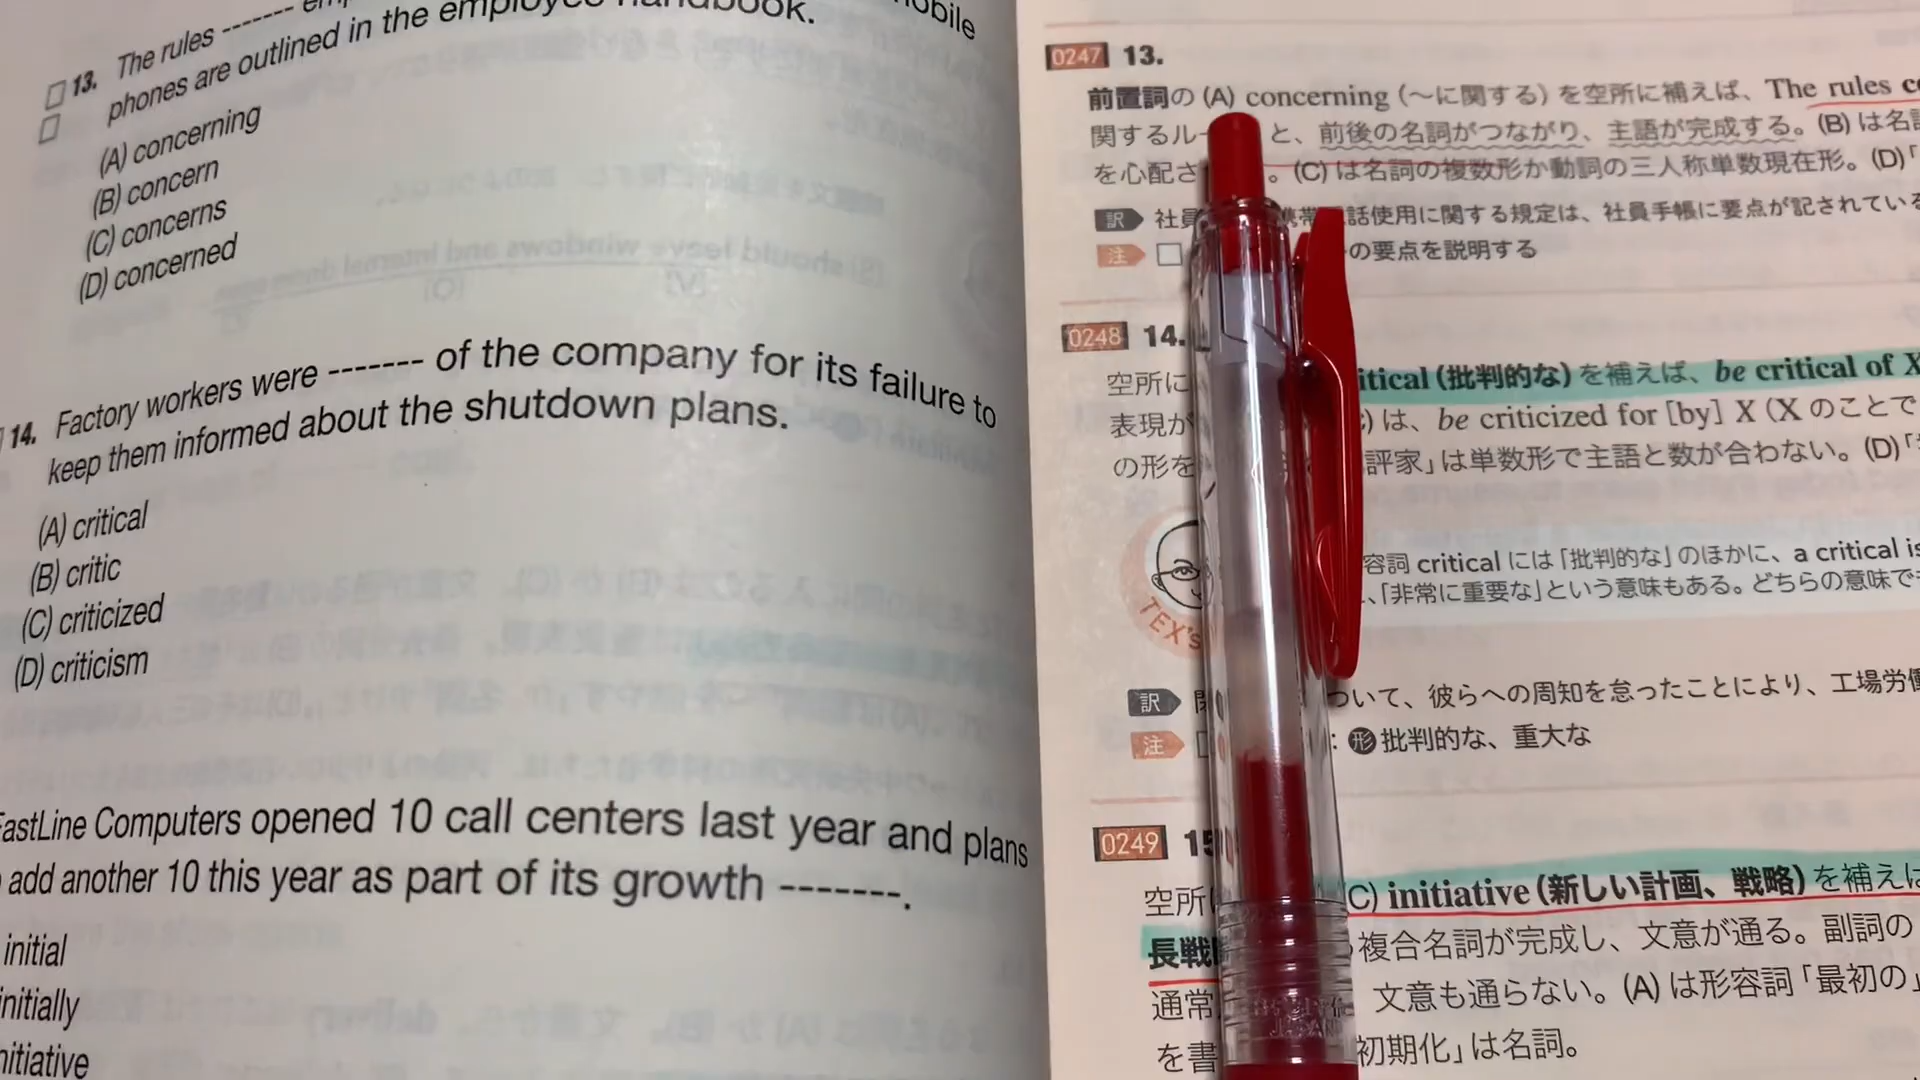 13. The rules -------
phones are outlined in the employee handbook.
(A) concerning
(B) concern
(C) concerns
(D) concerned
14. Factory workers were ------- of the company for its failure to
keep them informed about the shutdown plans.
(A) critical
(B) critic
(C) criticized
(D) criticism
FastLine Computers opened 10 call centers last year and plans
add another 10 this year as part of its growth -------.
initial
initially
initiative
0247 13.
前置詞の (A) concerning (〜に関する) を空所に補えば、The rules
関するルー と、前後の名詞がつながり、主語が完成する。(B) は名詞
を心配さ 。(C) は名詞の複数形か動詞の三人称単数現在形。(D)「
訳 社員 携帯 話使用に関する規定は、社員手帳に要点が記されている
注 □ の要点を説明する
0248 14.
空所に itical (批判的な) を補えば、be critical of X
表現が は、be criticized for [by] X (X のことで
の形を 評家」は単数形で主語と数が合わない。(D)「
容詞 critical には「批判的な」のほかに、a critical is
、「非常に重要な」という意味もある。どちらの意味で
TEX's
訳 ついて、彼らへの周知を怠ったことにより、工場労働
注 : 形 批判的な、重大な
0249 15
空所 (C) initiative (新しい計画、戦略) を補えば
長戦 複合名詞が完成し、文意が通る。副詞の
通常 文意も通らない。(A) は形容詞「最初の」
を書 初期化」は名詞。
JAPAN